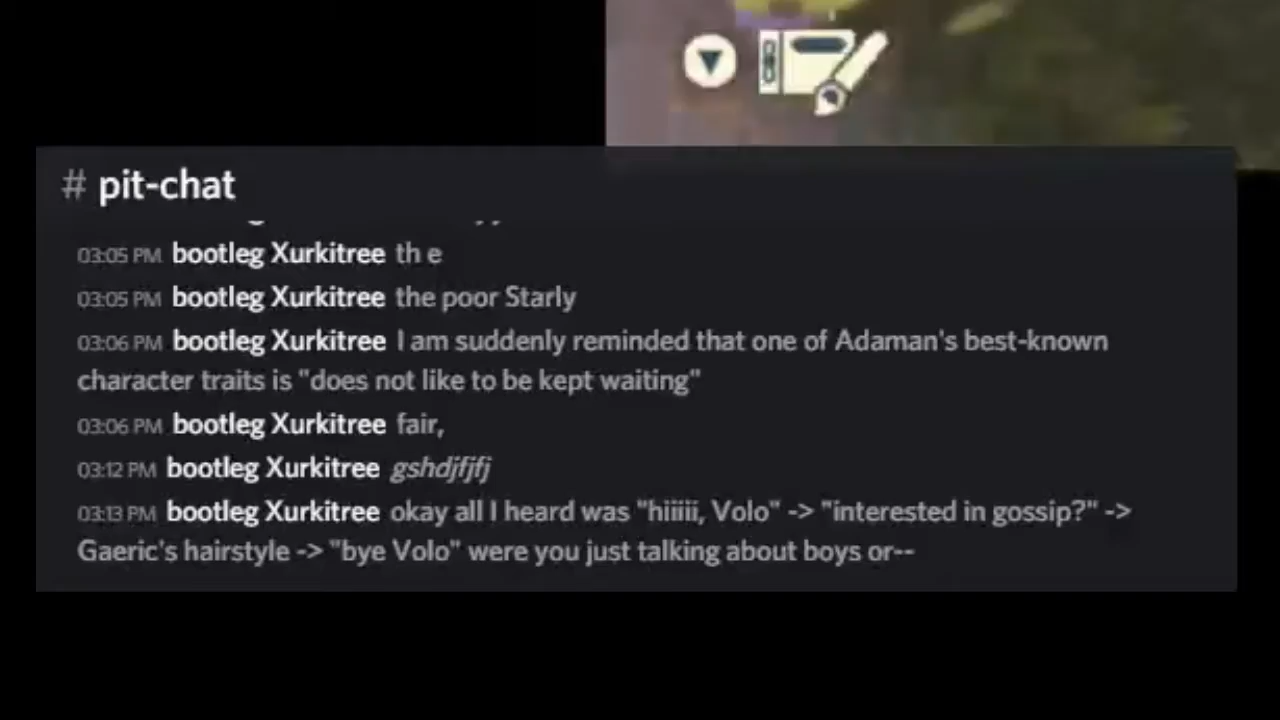 # pit-chat
03:05 PM bootleg Xurkitree th e
03:05 PM bootleg Xurkitree the poor Starly
03:06 PM bootleg Xurkitree I am suddenly reminded that one of Adaman's best-known
character traits is "does not like to be kept waiting"
03:06 PM bootleg Xurkitree fair,
03:12 PM bootleg Xurkitree gshdjfjfj
03:13 PM bootleg Xurkitree okay all I heard was "hiiiii, Volo" -> "interested in gossip?" ->
Gaeric's hairstyle -> "bye Volo" were you just talking about boys or--